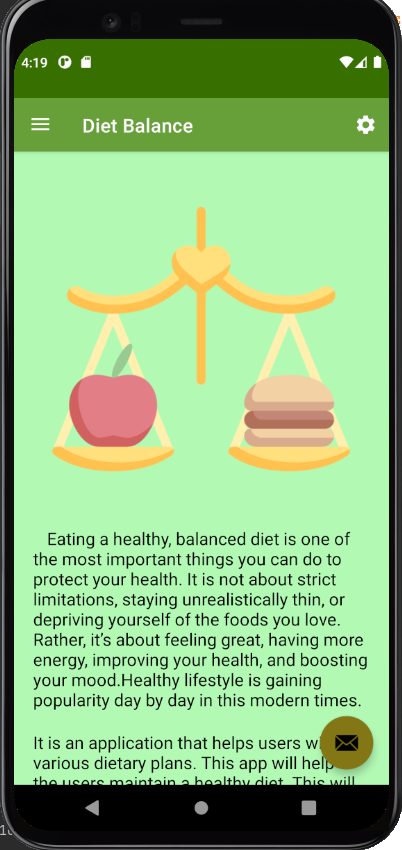 4:19
Diet Balance
Eating a healthy, balanced diet is one of
the most important things you can do to
protect your health. It is not about strict
limitations, staying unrealistically thin, or
depriving yourself of the foods you love.
Rather, it's about feeling great, having more
energy, improving your health, and boosting
your mood.Healthy lifestyle is gaining
popularity day by day in this modern times.
It is an application that helps users
various dietary plans. This app will help
the users maintain a healthy diet. This will